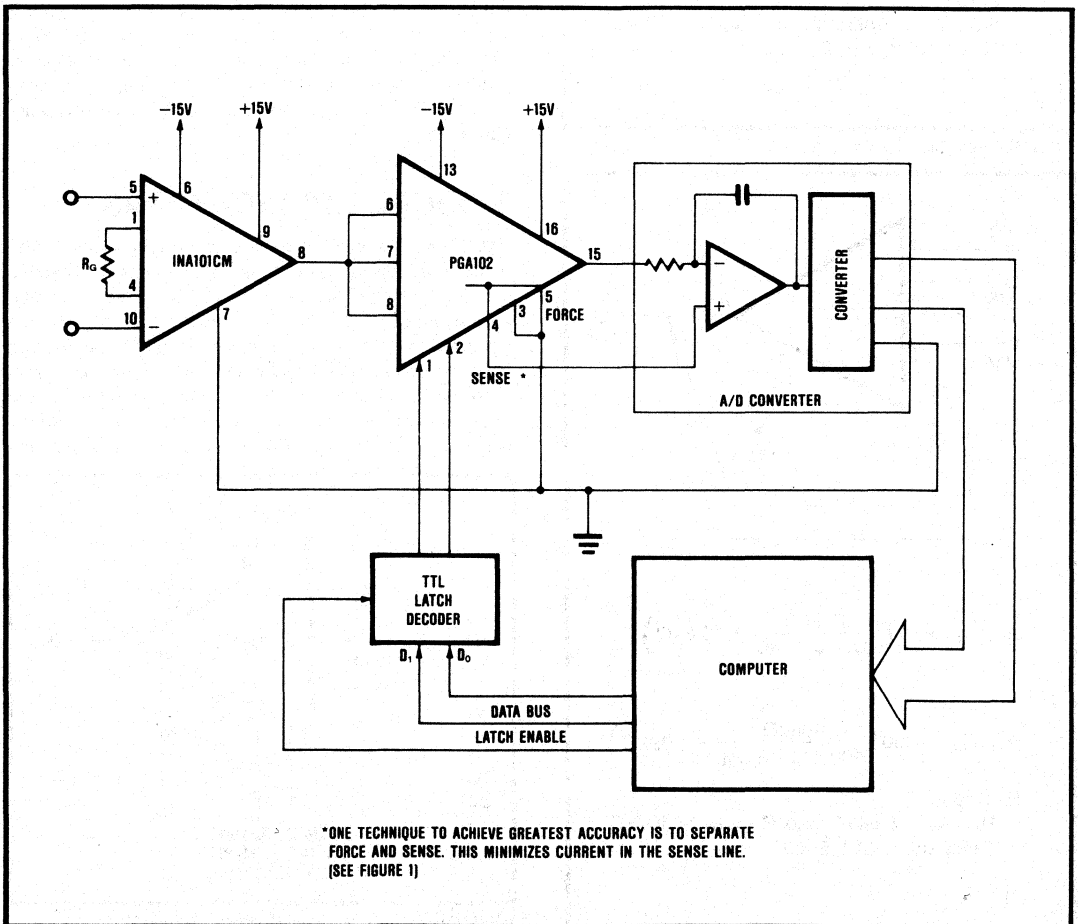 -15V
+15V
-15V
+15V
5
+
6
1
9
RG
INA101CM
8
4
10
-
7
13
6
16
7
PGA102
15
8
5
3
FORCE
4
2
1
SENSE *
-
+
CONVERTER
A/D CONVERTER
TTL
LATCH
DECODER
D1
D0
DATA BUS
LATCH ENABLE
COMPUTER
*ONE TECHNIQUE TO ACHIEVE GREATEST ACCURACY IS TO SEPARATE
FORCE AND SENSE. THIS MINIMIZES CURRENT IN THE SENSE LINE.
(SEE FIGURE 1)